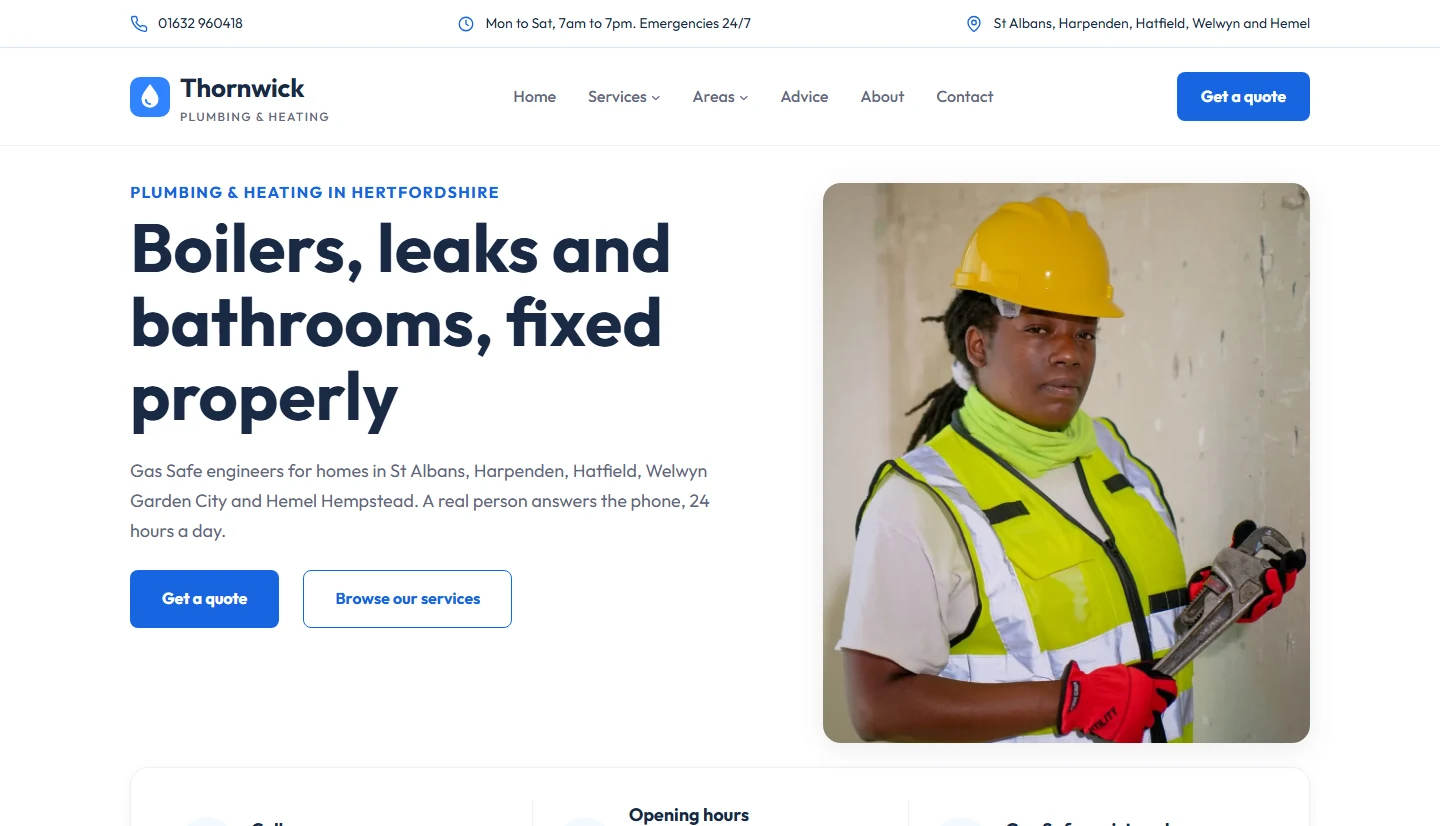 01632 960418
Mon to Sat, 7am to 7pm. Emergencies 24/7
St Albans, Harpenden, Hatfield, Welwyn and Hemel
Thornwick
PLUMBING & HEATING
Home
Services
Areas
Advice
About
Contact
Get a quote
PLUMBING & HEATING IN HERTFORDSHIRE
Boilers, leaks and
bathrooms, fixed
properly
Gas Safe engineers for homes in St Albans, Harpenden, Hatfield, Welwyn
Garden City and Hemel Hempstead. A real person answers the phone, 24
hours a day.
Get a quote
Browse our services
Opening hours